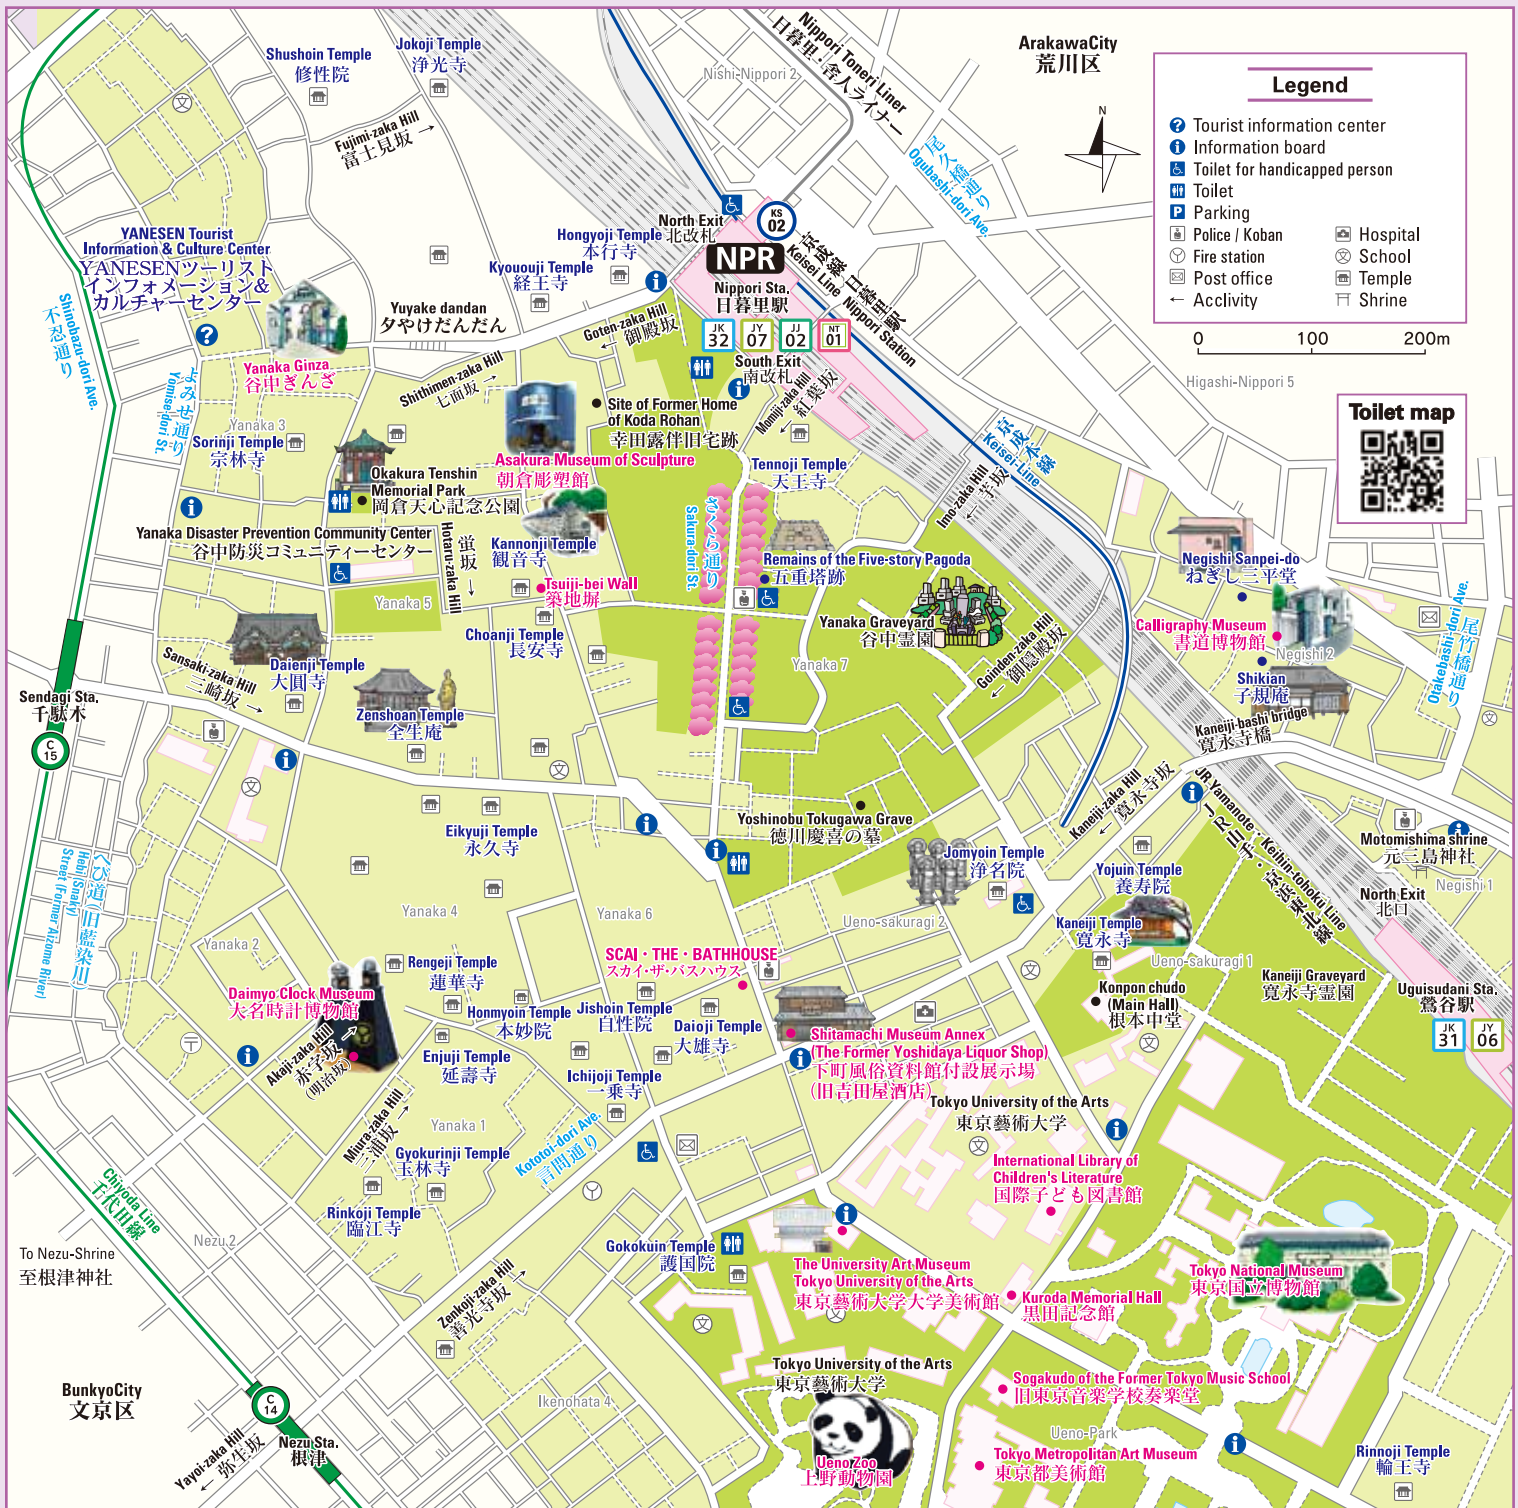 Shushoin Temple
修性院
Jokoji Temple
浄光寺
Nishi-Nippori 2
Nippori Toneri Liner
日暮里・舎人ライナー
ArakawaCity
荒川区
Legend
Tourist information center
Information board
Toilet for handicapped person
Toilet
P Parking
Police / Koban
Hospital
Fire station
文 School
Post office
Temple
← Acclivity
Shrine
0 100 200m
N
Fujimi-zaka Hill →
富士見坂
尾久橋通り
Ogubashi-dori Ave.
YANESEN Tourist
Information & Culture Center
YANESENツーリスト
インフォメーション&
カルチャーセンター
North Exit
北改札
KS
02
Hongyoji Temple
本行寺
NPR
Kyououji Temple
経王寺
Nippori Sta.
日暮里駅
京成線 日暮里駅
Keisei Line Nippori Station
Yuyake dandan
夕やけだんだん
Goten-zaka Hill
← 御殿坂
JK
32
JY
07
JJ
02
NT
01
不忍通り
Shinobazu-dori Ave.
Yanaka Ginza
谷中ぎんざ
South Exit
南改札
Shithimen-zaka Hill
七面坂 →
Momiji-zaka Hill
← 紅葉坂
Higashi-Nippori 5
よみせ通り
Yomise-dori St.
Site of Former Home
of Koda Rohan
幸田露伴旧宅跡
Toilet map
Yanaka 3
Sorinji Temple
宗林寺
京成本線
Keisei-Line
Asakura Museum of Sculpture
朝倉彫塑館
Tennoji Temple
天王寺
Okakura Tenshin
Memorial Park
岡倉天心記念公園
Imo-zaka Hill
← 芋坂
さくら通り
Sakura-dori St.
Yanaka Disaster Prevention Community Center
谷中防災コミュニティーセンター
蛍坂
Hotaru-zaka Hill
Kannonji Temple
観音寺
Remains of the Five-story Pagoda
五重塔跡
Negishi Sanpei-do
ねぎし三平堂
Tsuiji-bei Wall
築地塀
Yanaka 5
Yanaka Graveyard
谷中霊園
Calligraphy Museum
書道博物館
Negishi 2
尾竹橋通り
Otakebashi-dori Ave.
Choanji Temple
長安寺
Yanaka 7
Goinden-zaka Hill
← 御隠殿坂
Shikian
子規庵
Sansaki-zaka Hill
三崎坂 →
Daienji Temple
大圓寺
Sendagi Sta.
千駄木
C
15
Zenshoan Temple
全生庵
Kaneiji-bashi bridge
寛永寺橋
Kaneiji-zaka Hill
← 寛永寺坂
Yoshinobu Tokugawa Grave
徳川慶喜の墓
JR Yamanote・Keihin-tohoku Line
JR山手・京浜東北線
Eikyuji Temple
永久寺
Motomishima shrine
元三島神社
Jomyoin Temple
浄名院
Yojuin Temple
養寿院
Negishi 1
へび道(旧藍染川)
Hebi (Snaky)
Street (Former Aizome River)
North Exit
北口
Yanaka 4
Yanaka 6
Ueno-sakuragi 2
Kaneiji Temple
寛永寺
Yanaka 2
SCAI・THE・BATHHOUSE
スカイ・ザ・バスハウス
Rengeji Temple
蓮華寺
Ueno-sakuragi 1
Kaneiji Graveyard
寛永寺霊園
Daimyo Clock Museum
大名時計博物館
Konpon chudo
(Main Hall)
根本中堂
Uguisudani Sta.
鶯谷駅
JK
31
JY
06
Honmyoin Temple
本妙院
Jishoin Temple
自性院
Daioji Temple
大雄寺
Akaji-zaka Hill
赤字坂 →
(明治坂)
Shitamachi Museum Annex
(The Former Yoshidaya Liquor Shop)
下町風俗資料館付設展示場
(旧吉田屋酒店)
Enjuji Temple
延壽寺
Ichijoji Temple
一乗寺
Tokyo University of the Arts
東京藝術大学
Miura-zaka Hill →
三浦坂
Yanaka 1
Kototoi-dori Ave.
言問通り
Gyokurinji Temple
玉林寺
International Library of
Children's Literature
国際子ども図書館
Chiyoda Line
千代田線
Rinkoji Temple
臨江寺
Nezu 2
To Nezu-Shrine
至根津神社
Gokokuin Temple
護国院
The University Art Museum
Tokyo University of the Arts
東京藝術大学大学美術館
Tokyo National Museum
東京国立博物館
Kuroda Memorial Hall
黒田記念館
Zenkoji-zaka Hill →
善光寺坂
BunkyoCity
文京区
Tokyo University of the Arts
東京藝術大学
Sogakudo of the Former Tokyo Music School
旧東京音楽学校奏楽堂
Ikenohata 4
C
14
Nezu Sta.
根津
Yayoi-zaka Hill
← 弥生坂
Ueno-Park
Ueno Zoo
上野動物園
Tokyo Metropolitan Art Museum
東京都美術館
Rinnoji Temple
輪王寺